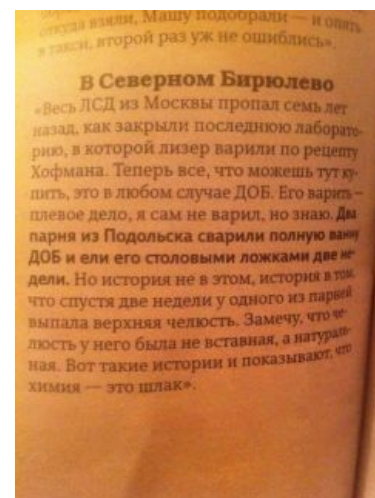 откуда взяли, Машу подобрали — и опять
в такси, второй раз уж не ошиблись».
В Северном Бирюлево
«Весь ЛСД из Москвы пропал семь лет
назад, как закрыли последнюю лаборато-
рию, в которой лизер варили по рецепту
Хофмана. Теперь все, что можешь тут ку-
пить, это в любом случае ДОБ. Его варить —
плевое дело, я сам не варил, но знаю. Два
парня из Подольска сварили полную ванну
ДОБ и ели его столовыми ложками две не-
дели. Но история не в этом, история в том,
что спустя две недели у одного из парней
выпала верхняя челюсть. Замечу, что че-
люсть у него была не вставная, а натураль-
ная. Вот такие истории и показывают, что
химия — это шлак».